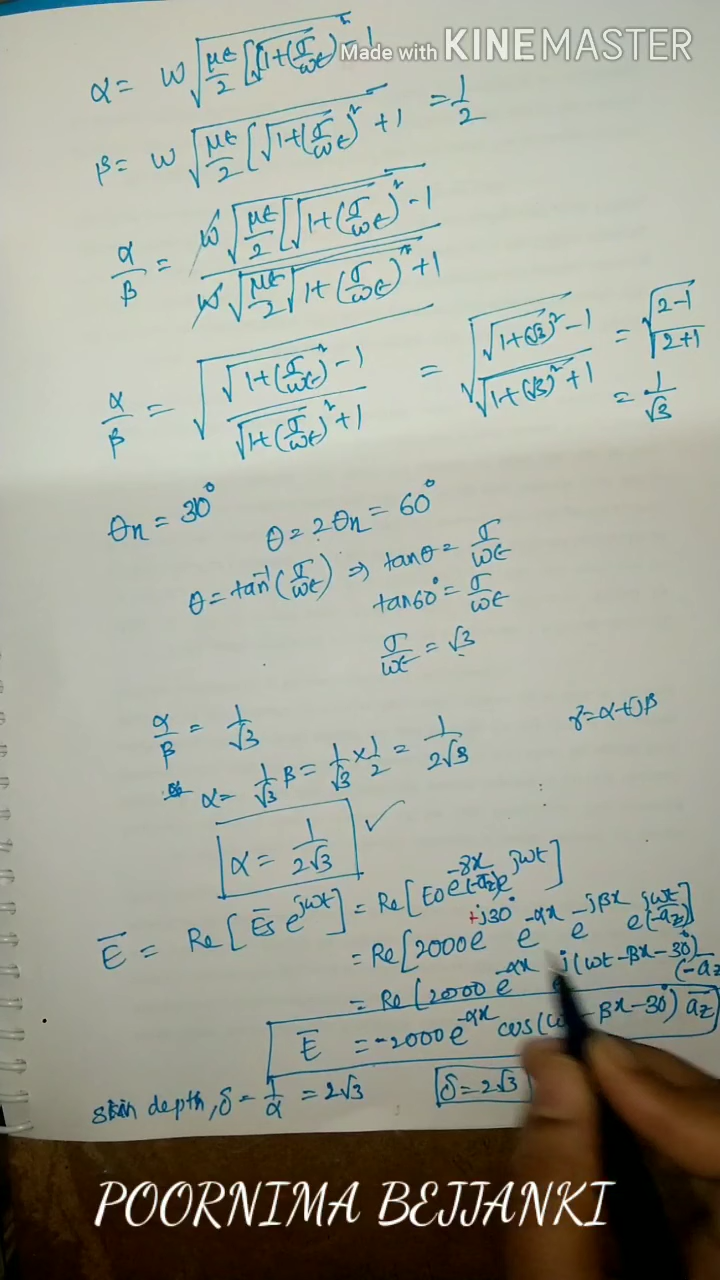 Made with KINEMASTER
α = ω√(με/2 [√(1+(σ/ωε)²) - 1
β = ω√(με/2 [√(1+(σ/ωε)²) + 1 = 1/2
α/β = ω√(με/2 [√(1+(σ/ωε)²) - 1 / ω√(με/2 √(1+(σ/ωε)²) + 1
α/β = √(√(1+(σ/ωε)²) - 1 / √(1+(σ/ωε)²) + 1) = √(√(1+(√3)²) - 1 / √(1+(√3)²) + 1) = √(2-1 / 2+1)
= 1/√3
θη = 30° θ = 2θη = 60°
θ = tan⁻¹(σ/ωε) ⇒ tanθ = σ/ωε
tan60° = σ/ωε
σ/ωε = √3
α/β = 1/√3 γ = α+jβ
α = 1/√3 β = 1/√3 × 1/2 = 1/2√3
α = 1/2√3 ✓
E̅ = Re[E̅s e^jωt] = Re[E0 e^-γx (-a̅z) e^jωt]
= Re[2000 e^+j30° e^-αx e^-jβx e^jωt (-a̅z)]
= Re[2000 e^-αx j(ωt-βx-30°) (-az
E̅ = -2000 e^-αx cos(ω - βx-30°) a̅z
skin depth, δ = 1/α = 2√3 δ = 2√3
POORNIMA BEJJANKI